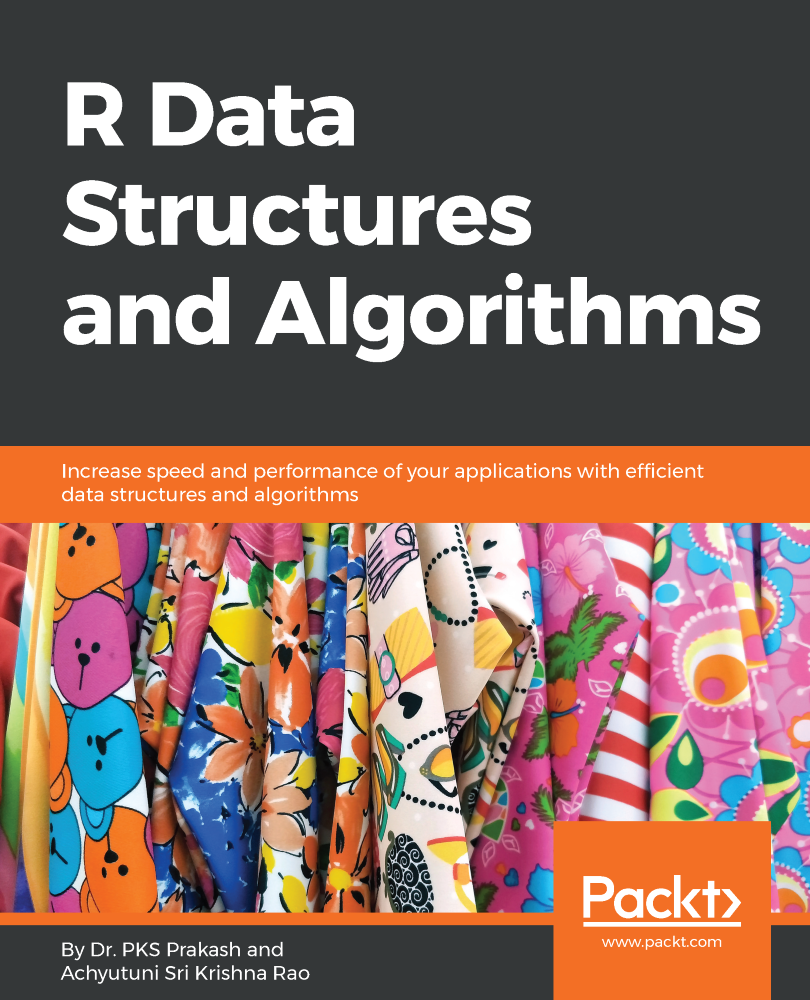 R Data
Structures
and Algorithms
Increase speed and performance of your applications with efficient
data structures and algorithms
Packt>
www.packt.com
By Dr. PKS Prakash and
Achyutuni Sri Krishna Rao